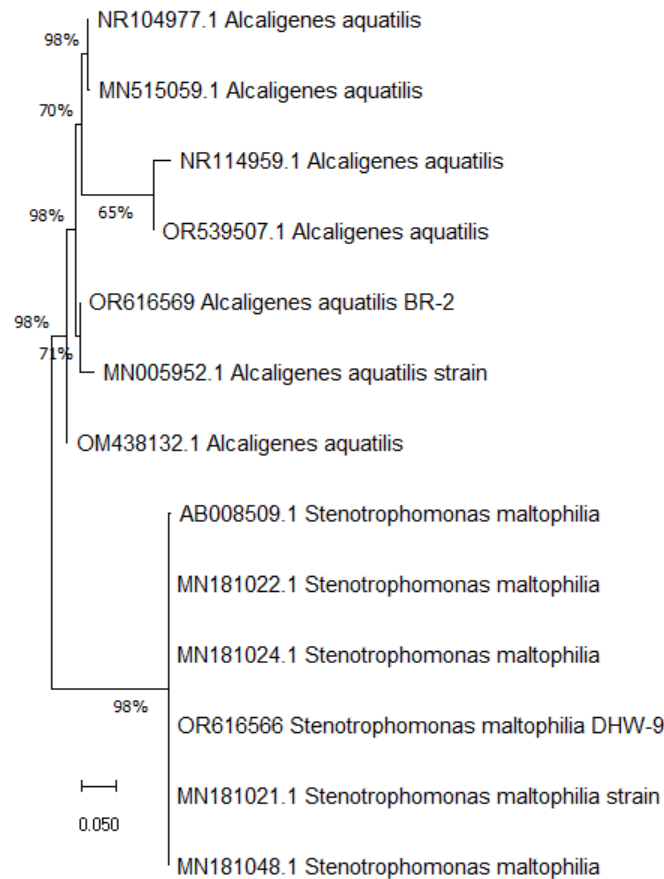 NR104977.1 Alcaligenes aquatilis
98%
MN515059.1 Alcaligenes aquatilis
70%
NR114959.1 Alcaligenes aquatilis
65%
98%
OR539507.1 Alcaligenes aquatilis
OR616569 Alcaligenes aquatilis BR-2
98%
71%
MN005952.1 Alcaligenes aquatilis strain
OM438132.1 Alcaligenes aquatilis
AB008509.1 Stenotrophomonas maltophilia
MN181022.1 Stenotrophomonas maltophilia
MN181024.1 Stenotrophomonas maltophilia
98%
OR616566 Stenotrophomonas maltophilia DHW-9
MN181021.1 Stenotrophomonas maltophilia strain
0.050
MN181048.1 Stenotrophomonas maltophilia